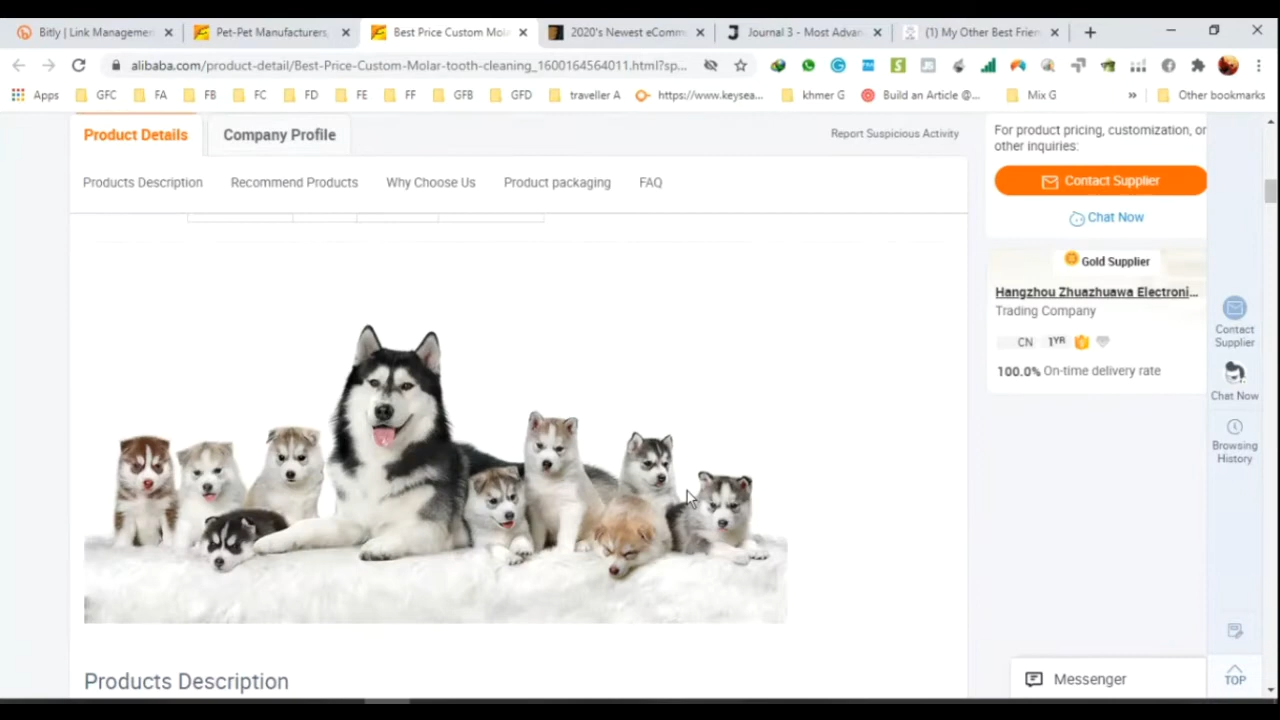 Bitly | Link Managemen
Pet-Pet Manufacturers,
Best Price Custom Mol
2020's Newest eComm
Journal 3 - Most Advan
(1) My Other Best Frien
alibaba.com/product-detail/Best-Price-Custom-Molar-tooth-cleaning_1600164564011.html?sp...
Apps
GFC
FA
FB
FC
FD
FE
FF
GFB
GFD
traveller A
https://www.keysea...
khmer G
Build an Article @...
Mix G
Other bookmarks
Product Details
Company Profile
Report Suspicious Activity
Products Description
Recommend Products
Why Choose Us
Product packaging
FAQ
For product pricing, customization, or
other inquiries:
Contact Supplier
Chat Now
Gold Supplier
Hangzhou Zhuazhuawa Electroni...
Trading Company
CN 1YR
100.0% On-time delivery rate
Contact
Supplier
Chat Now
Browsing
History
Products Description
Messenger
TOP